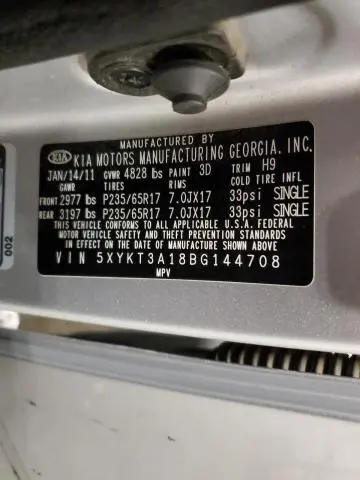 MANUFACTURED BY
KIA KIA MOTORS MANUFACTURING GEORGIA, INC.
JAN/14/11 GVWR 4828 lbs PAINT 3D TRIM H9
GAWR TIRES RIMS COLD TIRE INFL
FRONT 2977 lbs P235/65R17 7.0JX17 33psi SINGLE
REAR 3197 lbs P235/65R17 7.0JX17 33psi SINGLE
THIS VEHICLE CONFORMS TO ALL APPLICABLE U.S.A. FEDERAL
MOTOR VEHICLE SAFETY AND THEFT PREVENTION STANDARDS
IN EFFECT ON THE DATE OF MANUFACTURE SHOWN ABOVE
VIN 5XYKT3A18BG144708
MPV
002